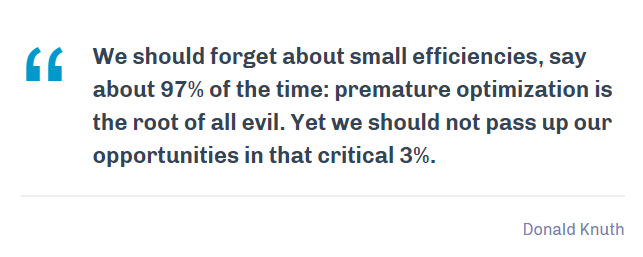 “
We should forget about small efficiencies, say
about 97% of the time: premature optimization is
the root of all evil. Yet we should not pass up our
opportunities in that critical 3%.
Donald Knuth